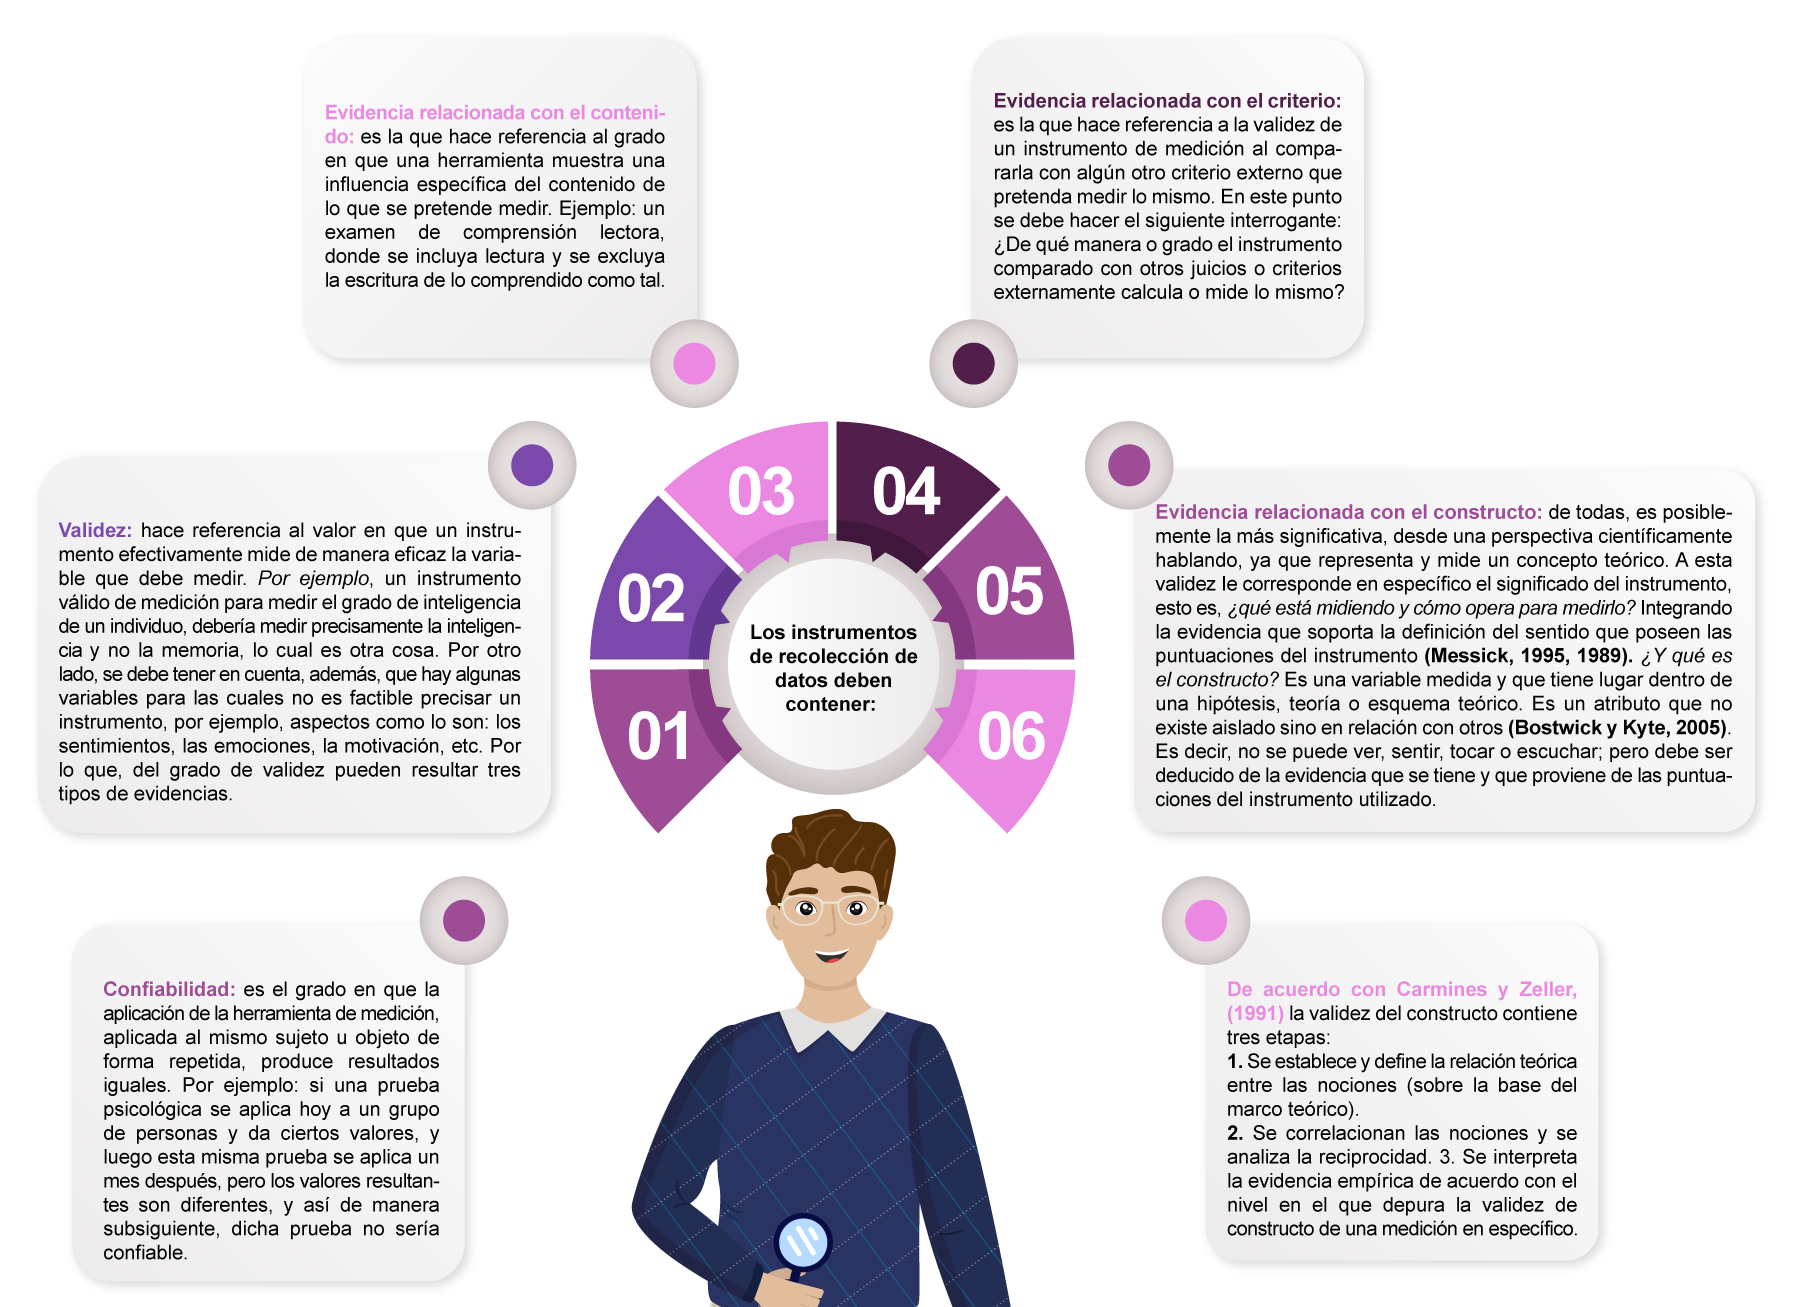 Los instrumentos
de recolección de
datos deben
contener:
01
Confiabilidad: es el grado en que la
aplicación de la herramienta de medición,
aplicada al mismo sujeto u objeto de
forma repetida, produce resultados
iguales. Por ejemplo: si una prueba
psicológica se aplica hoy a un grupo
de personas y da ciertos valores, y
luego esta misma prueba se aplica un
mes después, pero los valores resultan-
tes son diferentes, y así de manera
subsiguiente, dicha prueba no sería
confiable.
02
Validez: hace referencia al valor en que un instru-
mento efectivamente mide de manera eficaz la varia-
ble que debe medir. Por ejemplo, un instrumento
válido de medición para medir el grado de inteligencia
de un individuo, debería medir precisamente la inteligen-
cia y no la memoria, lo cual es otra cosa. Por otro
lado, se debe tener en cuenta, además, que hay algunas
variables para las cuales no es factible precisar un
instrumento, por ejemplo, aspectos como lo son: los
sentimientos, las emociones, la motivación, etc. Por
lo que, del grado de validez pueden resultar tres
tipos de evidencias.
03
Evidencia relacionada con el conteni-
do: es la que hace referencia al grado
en que una herramienta muestra una
influencia específica del contenido de
lo que se pretende medir. Ejemplo: un
examen de comprensión lectora,
donde se incluya lectura y se excluya
la escritura de lo comprendido como tal.
04
Evidencia relacionada con el criterio:
es la que hace referencia a la validez de
un instrumento de medición al compa-
rarla con algún otro criterio externo que
pretenda medir lo mismo. En este punto
se debe hacer el siguiente interrogante:
¿De qué manera o grado el instrumento
comparado con otros juicios o criterios
externamente calcula o mide lo mismo?
05
Evidencia relacionada con el constructo: de todas, es posible-
mente la más significativa, desde una perspectiva científicamente
hablando, ya que representa y mide un concepto teórico. A esta
validez le corresponde en específico el significado del instrumento,
esto es, ¿qué está midiendo y cómo opera para medirlo? Integrando
la evidencia que soporta la definición del sentido que poseen las
puntuaciones del instrumento (Messick, 1995, 1989). ¿Y qué es
el constructo? Es una variable medida y que tiene lugar dentro de
una hipótesis, teoría o esquema teórico. Es un atributo que no
existe aislado sino en relación con otros (Bostwick y Kyte, 2005).
Es decir, no se puede ver, sentir, tocar o escuchar; pero debe ser
deducido de la evidencia que se tiene y que proviene de las puntua-
ciones del instrumento utilizado.
06
De acuerdo con Carmines y Zeller,
(1991) la validez del constructo contiene
tres etapas:
1. Se establece y define la relación teórica
entre las nociones (sobre la base del
marco teórico).
2. Se correlacionan las nociones y se
analiza la reciprocidad. 3. Se interpreta
la evidencia empírica de acuerdo con el
nivel en el que depura la validez de
constructo de una medición en específico.